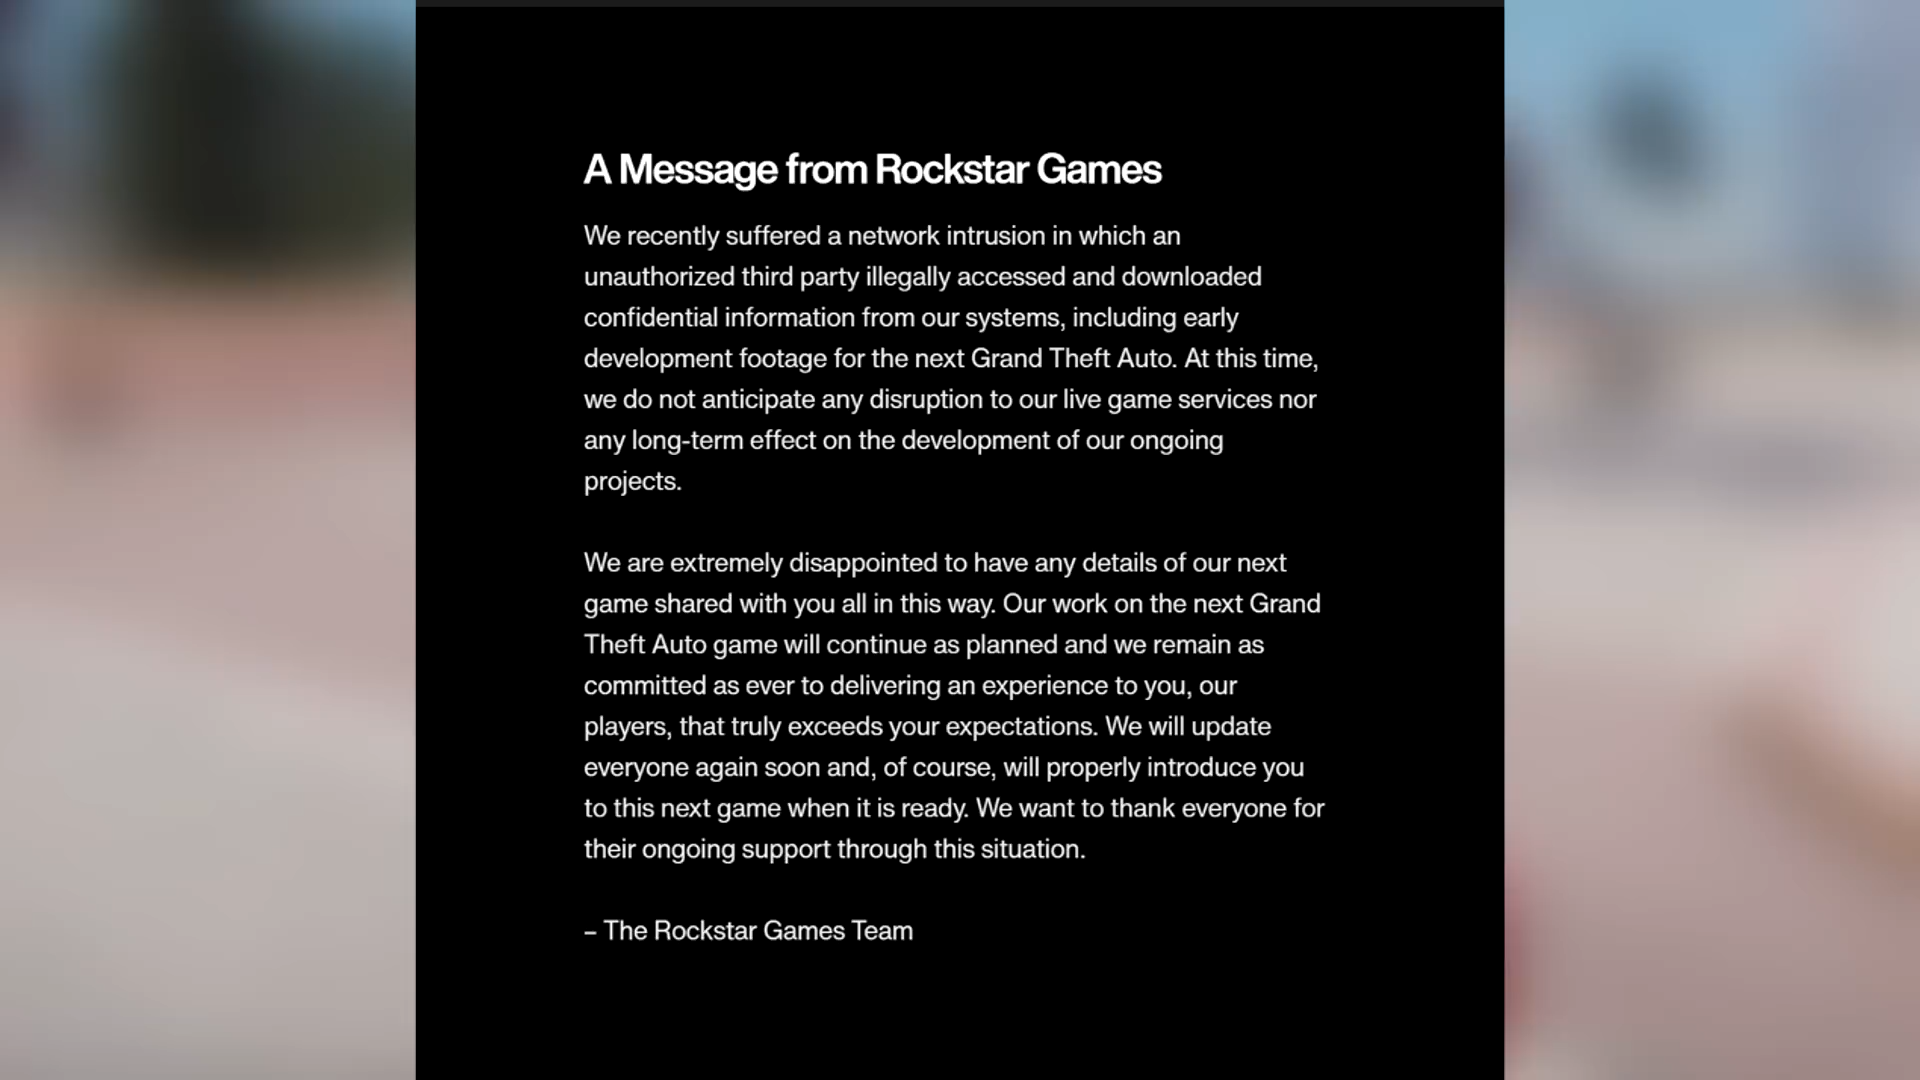 A Message from Rockstar Games
We recently suffered a network intrusion in which an
unauthorized third party illegally accessed and downloaded
confidential information from our systems, including early
development footage for the next Grand Theft Auto. At this time,
we do not anticipate any disruption to our live game services nor
any long-term effect on the development of our ongoing
projects.
We are extremely disappointed to have any details of our next
game shared with you all in this way. Our work on the next Grand
Theft Auto game will continue as planned and we remain as
committed as ever to delivering an experience to you, our
players, that truly exceeds your expectations. We will update
everyone again soon and, of course, will properly introduce you
to this next game when it is ready. We want to thank everyone for
their ongoing support through this situation.
– The Rockstar Games Team